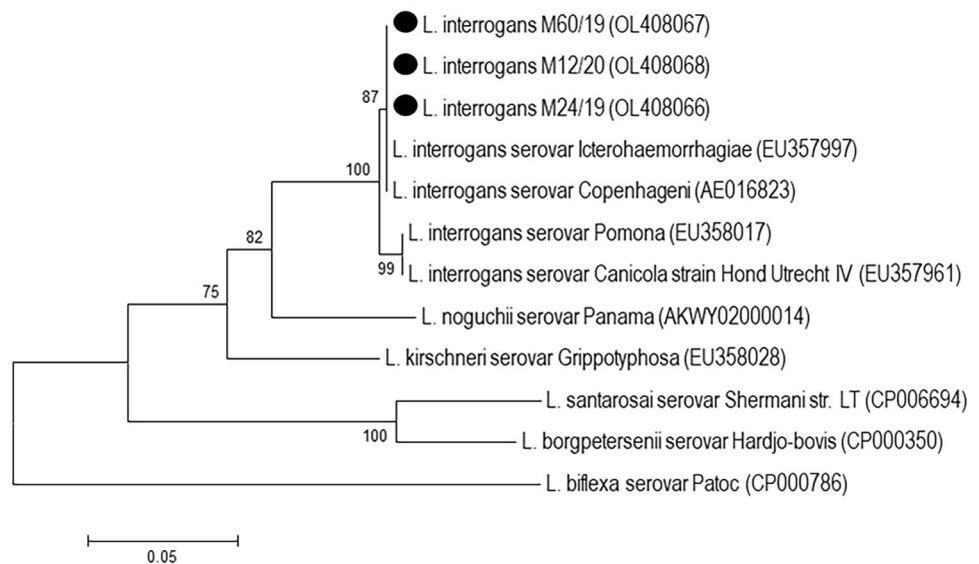 L. interrogans M60/19 (OL408067)
L. interrogans M12/20 (OL408068)
87
L. interrogans M24/19 (OL408066)
L. interrogans serovar Icterohaemorrhagiae (EU357997)
100
L. interrogans serovar Copenhageni (AE016823)
L. interrogans serovar Pomona (EU358017)
82
99
L. interrogans serovar Canicola strain Hond Utrecht IV (EU357961)
75
L. noguchii serovar Panama (AKWY02000014)
L. kirschneri serovar Grippotyphosa (EU358028)
L. santarosai serovar Shermani str. LT (CP006694)
100
L. borgpetersenii serovar Hardjo-bovis (CP000350)
L. biflexa serovar Patoc (CP000786)
0.05